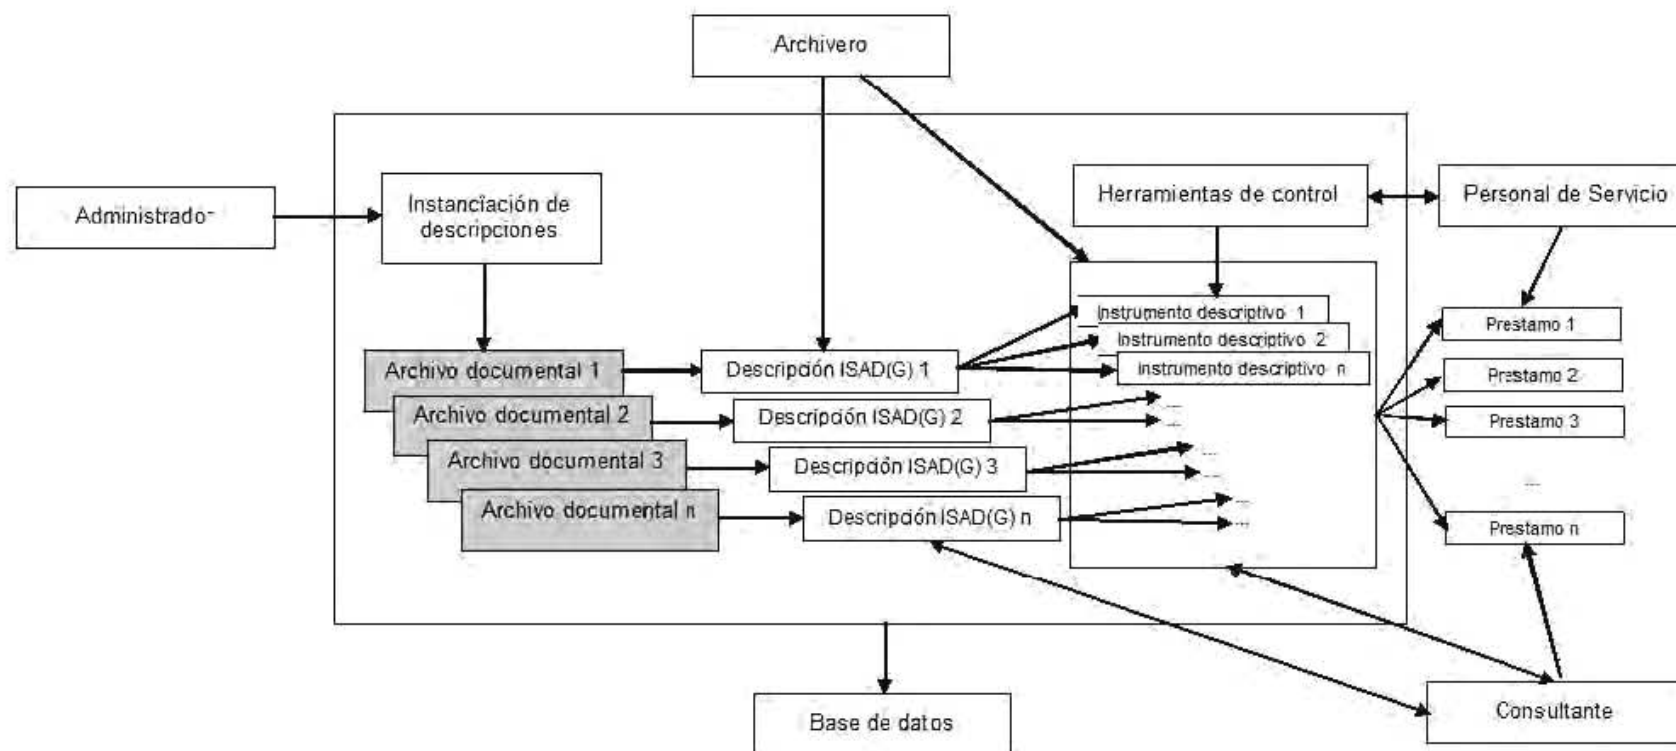 Archivero
Administrador
Instanciación de
descripciones
Herramientas de control
Personal de Servicio
Instrumento descriptivo 1
Instrumento descriptivo 2
Instrumento descriptivo n
Prestamo 1
Prestamo 2
Prestamo 3
...
Prestamo n
Archivo documental 1
Descripción ISAD(G) 1
Archivo documental 2
Descripción ISAD(G) 2
...
...
Archivo documental 3
Descripción ISAD(G) 3
...
...
Archivo documental n
Descripción ISAD(G) n
...
...
Base de datos
Consultante